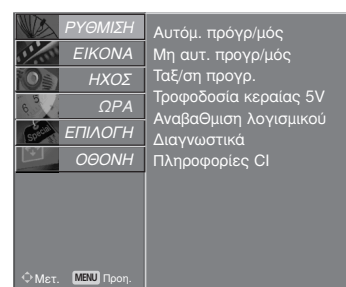 ΡΥΘΜΙΣΗ
ΕΙΚΟΝΑ
ΗΧΟΣ
ΩΡΑ
ΕΠΙΛΟΓΗ
ΟΘΟΝΗ
Αυτόμ. πρόγρ/μός
Μη αυτ. προγρ/μός
Ταξ/ση προγρ.
Τροφοδοσία κεραίας 5V
ΑναβαΘμιση λογισμικού
Διαγνωστικά
Πληροφορίες CI
Μετ. MENU Προη.